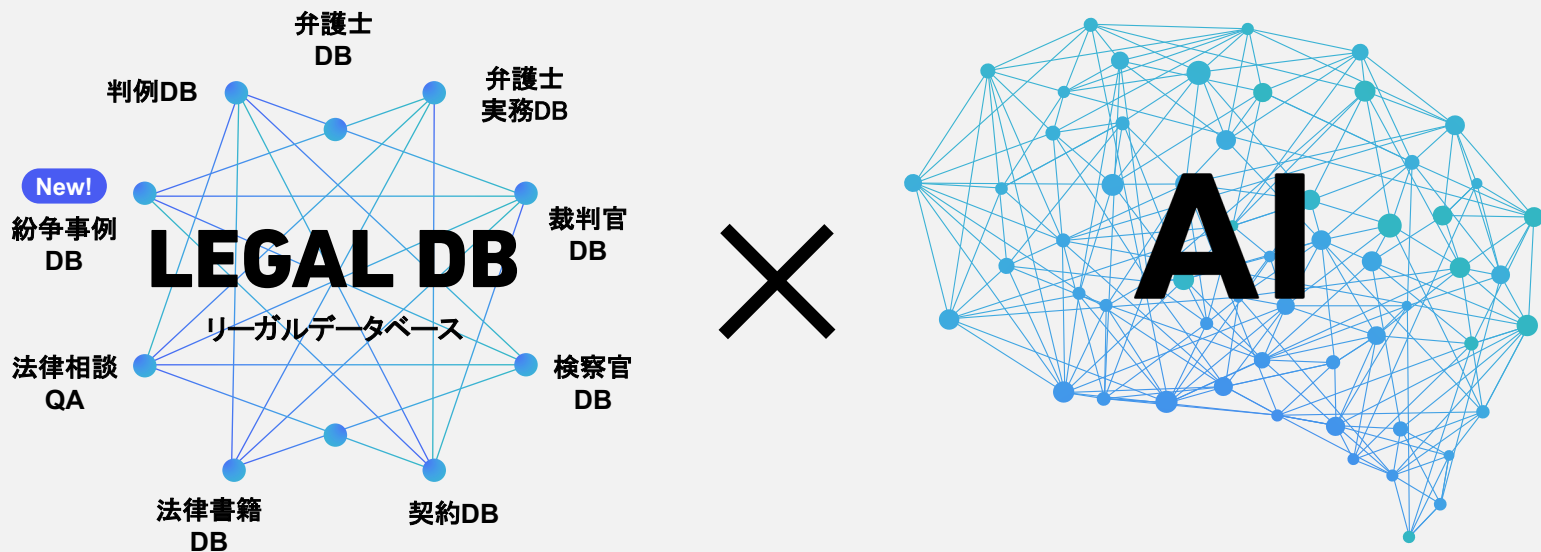 弁護士
DB
弁護士
実務DB
判例DB
New!
紛争事例
DB
裁判官
DB
LEGAL DB
リーガルデータベース
法律相談
QA
検察官
DB
法律書籍
DB
契約DB
×
AI